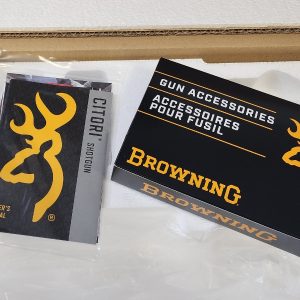 CITORI®
SHOTGUN
®
GUN ACCESSORIES
ACCESSOIRES
POUR FUSIL
BROWNING
BROWNING